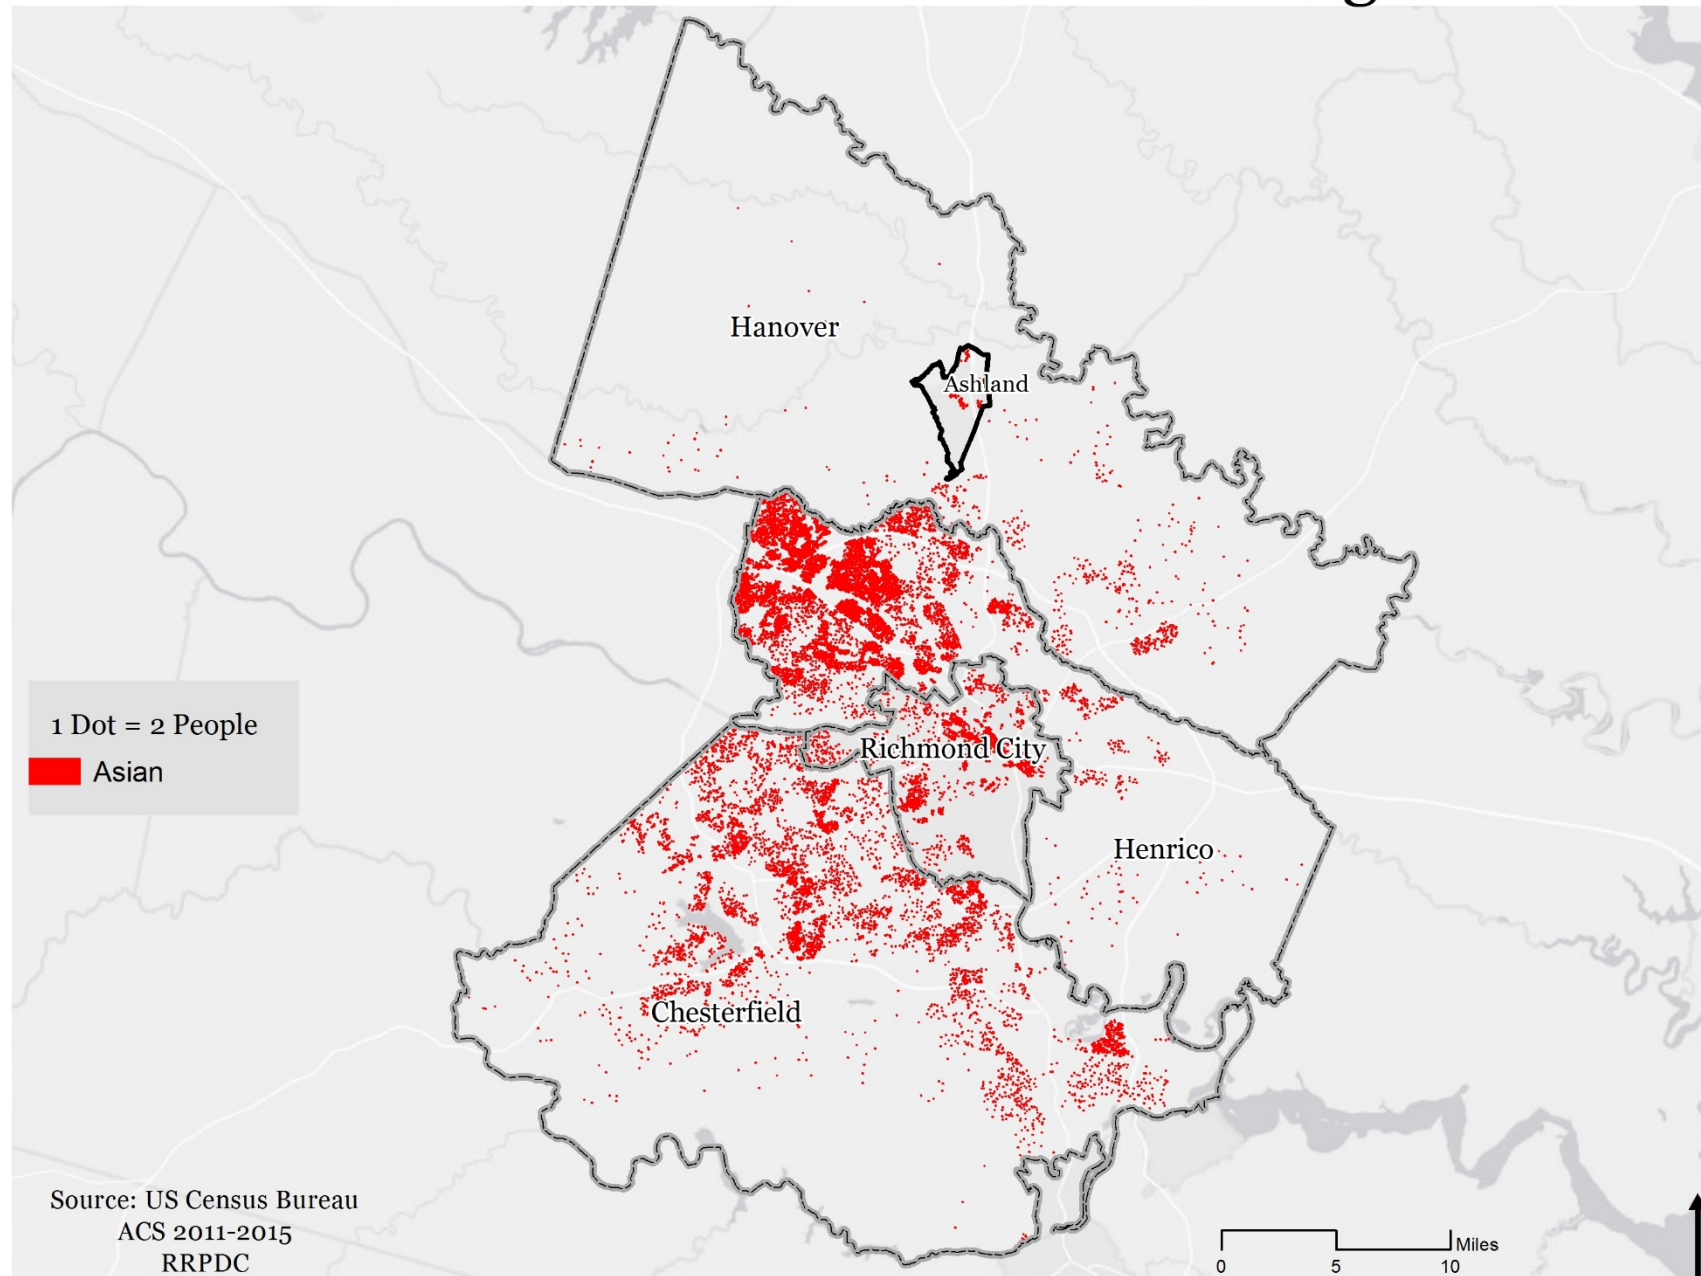 Hanover
Ashland
1 Dot = 2 People
Asian
Richmond City
Henrico
Chesterfield
Source: US Census Bureau
ACS 2011-2015
RRPDC
Miles
0 5 10